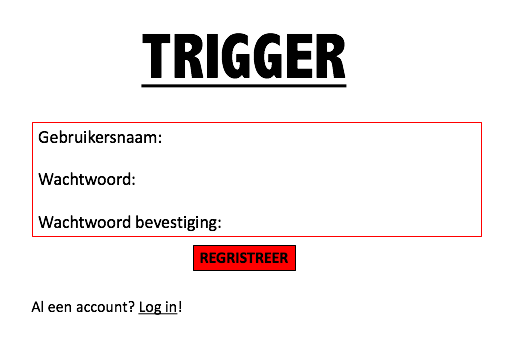 TRIGGER
Gebruikersnaam:
Wachtwoord:
Wachtwoord bevestiging:
REGRISTREER
Al een account? Log in!